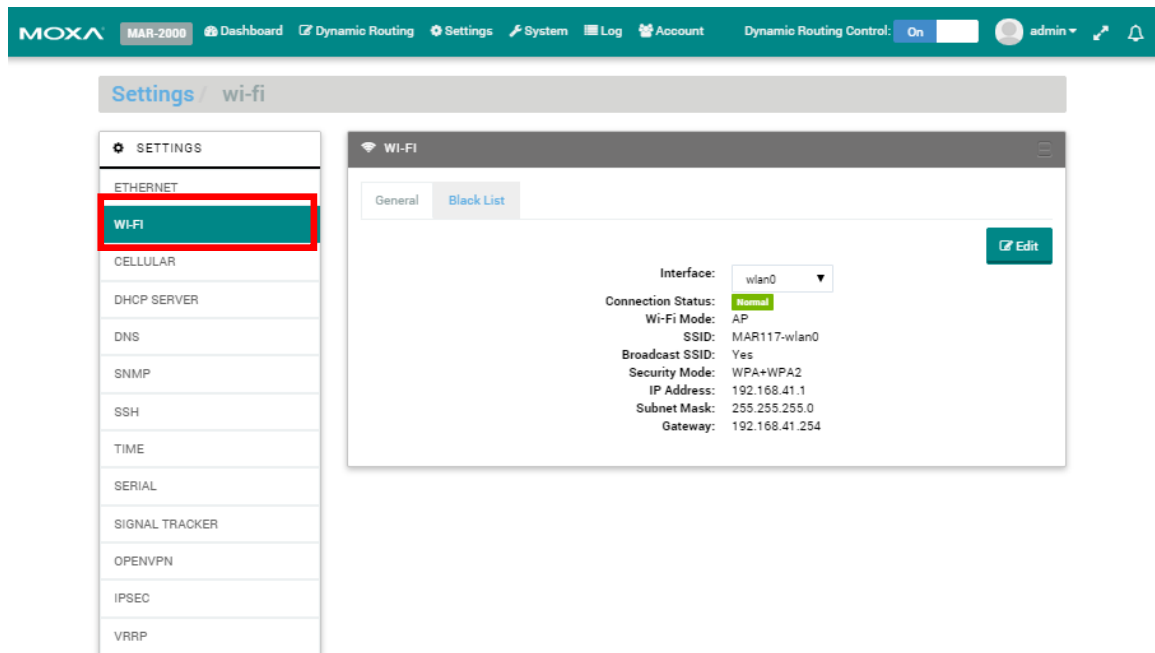 MOXA MAR-2000 Dashboard Dynamic Routing Settings System Log Account Dynamic Routing Control: On admin
Settings / wi-fi
SETTINGS
ETHERNET
WI-FI
CELLULAR
DHCP SERVER
DNS
SNMP
SSH
TIME
SERIAL
SIGNAL TRACKER
OPENVPN
IPSEC
VRRP
WI-FI
General Black List
Edit
Interface: wlan0
Connection Status: Normal
Wi-Fi Mode: AP
SSID: MAR117-wlan0
Broadcast SSID: Yes
Security Mode: WPA+WPA2
IP Address: 192.168.41.1
Subnet Mask: 255.255.255.0
Gateway: 192.168.41.254